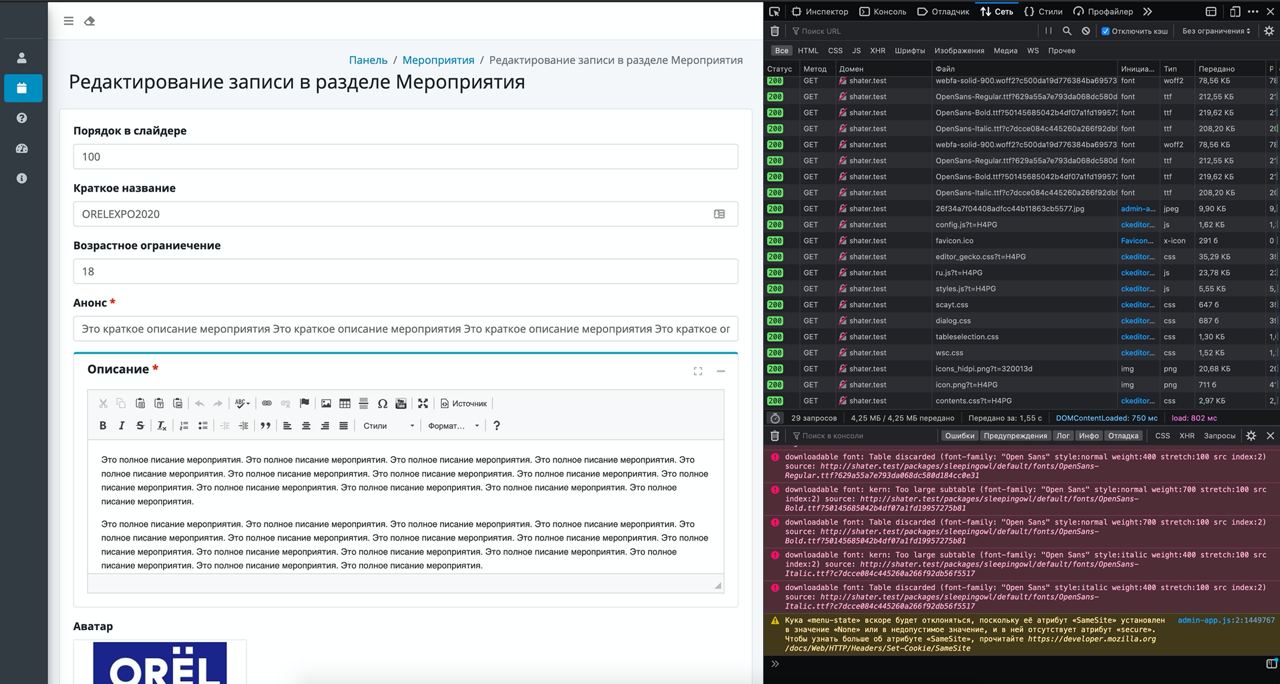 Панель / Мероприятия / Редактирование записи в разделе Мероприятия
Редактирование записи в разделе Мероприятия
Порядок в слайдере
100
Краткое название
ORELEXPO2020
Возрастное ограниечение
18
Анонс *
Это краткое описание мероприятия Это краткое описание мероприятия Это краткое описание мероприятия Это краткое ог
Описание *
Источник
Стили
Формат...
Это полное писание мероприятия. Это полное писание мероприятия. Это полное писание мероприятия. Это полное писание мероприятия. Это
полное писание мероприятия. Это полное писание мероприятия. Это полное писание мероприятия. Это полное писание мероприятия. Это полное
писание мероприятия. Это полное писание мероприятия. Это полное писание мероприятия. Это полное писание мероприятия. Это полное
писание мероприятия.
Это полное писание мероприятия. Это полное писание мероприятия. Это полное писание мероприятия. Это полное писание мероприятия. Это
полное писание мероприятия. Это полное писание мероприятия. Это полное писание мероприятия. Это полное писание мероприятия. Это полное
писание мероприятия. Это полное писание мероприятия. Это полное писание мероприятия. Это полное писание мероприятия. Это полное
писание мероприятия. Это полное писание мероприятия. Это полное писание мероприятия.
Аватар
ORЁL
Инспектор Консоль Отладчик Сеть Стили Профайлер
Поиск URL Отключить кэш Без ограничения
Все HTML CSS JS XHR Шрифты Изображения Медиа WS Прочее
Статус Метод Домен Файл Инициа... Тип Передано Р
200 GET shater.test webfa-solid-900.woff2?c500da19d776384ba69573 font woff2 78,56 КБ
200 GET shater.test OpenSans-Regular.ttf?629a55a7e793da068dc580d font ttf 212,55 КБ
200 GET shater.test OpenSans-Bold.ttf?50145685042b4df07a1fd19957: font ttf 219,62 КБ
200 GET shater.test OpenSans-Italic.ttf?c7dcce084c445260a266f92db! font ttf 208,20 КБ
200 GET shater.test webfa-solid-900.woff2?c500da19d776384ba69573 font woff2 78,56 КБ
200 GET shater.test OpenSans-Regular.ttf?629a55a7e793da068dc580d font ttf 212,55 КБ
200 GET shater.test OpenSans-Bold.ttf?50145685042b4df07a1fd19957: font ttf 219,62 КБ
200 GET shater.test OpenSans-Italic.ttf?c7dcce084c445260a266f92db! font ttf 208,20 КБ
200 GET shater.test 26f34a7f04408adfcc44b11863cb5577.jpg admin-a... jpeg 9,90 КБ
200 GET shater.test config.js?t=H4PG ckeditor... js 1,62 КБ
200 GET shater.test favicon.ico Favicon... x-icon 291 б 0
200 GET shater.test editor_gecko.css?t=H4PG ckeditor... css 35,29 КБ
200 GET shater.test ru.js?t=H4PG ckeditor... js 23,78 КБ
200 GET shater.test styles.js?t=H4PG ckeditor... js 5,55 КБ
200 GET shater.test scayt.css ckeditor... css 647 б
200 GET shater.test dialog.css ckeditor... css 687 б
200 GET shater.test tableselection.css ckeditor... css 1,30 КБ
200 GET shater.test wsc.css ckeditor... css 1,52 КБ
200 GET shater.test icons_hidpi.png?t=320013d img png 20,68 КБ
200 GET shater.test icon.png?t=H4PG img png 711 б
200 GET shater.test contents.css?t=H4PG ckeditor... css 2,97 КБ
29 запросов 4,25 МБ / 4,25 МБ передано Передано за: 1,55 с DOMContentLoaded: 750 мс load: 802 мс
Поиск в консоли Ошибки Предупреждения Лог Инфо Отладка CSS XHR Запросы
downloadable font: Table discarded (font-family: "Open Sans" style:normal weight:400 stretch:100 src index:2)
source: http://shater.test/packages/sleepingowl/default/fonts/OpenSans-
Regular.ttf?629a55a7e793da068dc580d184cc0e31
downloadable font: kern: Too large subtable (font-family: "Open Sans" style:normal weight:700 stretch:100 src
index:2) source: http://shater.test/packages/sleepingowl/default/fonts/OpenSans-
Bold.ttf?50145685042b4df07a1fd19957275b81
downloadable font: Table discarded (font-family: "Open Sans" style:normal weight:700 stretch:100 src index:2)
source: http://shater.test/packages/sleepingowl/default/fonts/OpenSans-
Bold.ttf?50145685042b4df07a1fd19957275b81
downloadable font: kern: Too large subtable (font-family: "Open Sans" style:italic weight:400 stretch:100 src
index:2) source: http://shater.test/packages/sleepingowl/default/fonts/OpenSans-
Italic.ttf?c7dcce084c445260a266f92db56f5517
downloadable font: Table discarded (font-family: "Open Sans" style:italic weight:400 stretch:100 src index:2)
source: http://shater.test/packages/sleepingowl/default/fonts/OpenSans-
Italic.ttf?c7dcce084c445260a266f92db56f5517
Кука «menu-state» вскоре будет отклоняться, поскольку её атрибут «SameSite» установлен admin-app.js:2:1449767
в значение «None» или в недопустимое значение, и в ней отсутствует атрибут «secure».
Чтобы узнать больше об атрибуте «SameSite», прочитайте https://developer.mozilla.org
/docs/Web/HTTP/Headers/Set-Cookie/SameSite